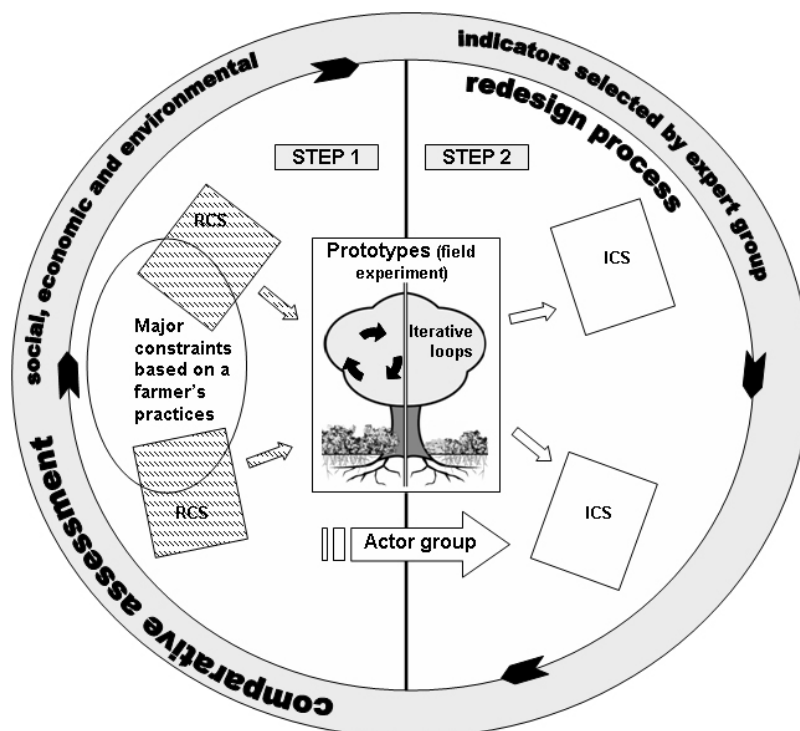 social, economic and environmental
indicators selected by expert group
redesign process
STEP 1
STEP 2
RCS
Prototypes (field
experiment)
ICS
Iterative
loops
Major
constraints
based on a
farmer's
practices
RCS
ICS
Actor group
comparative assessment